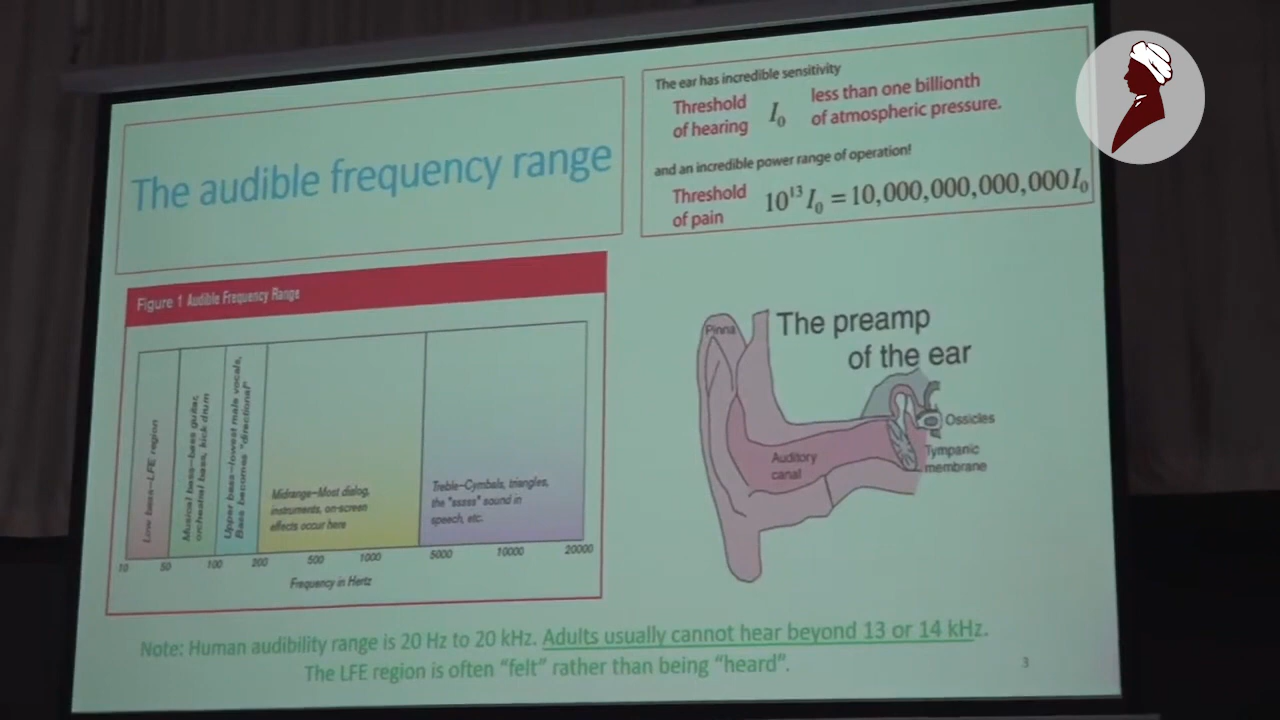 The audible frequency range
The ear has incredible sensitivity
Threshold
of hearing
I₀
less than one billionth
of atmospheric pressure.
and an incredible power range of operation!
Threshold
of pain
10¹³ I₀ = 10,000,000,000,000 I₀
Figure 1 Audible Frequency Range
Low bass—LFE region
Musical bass—bass guitar,
orchestral bass, kick drum
Upper bass—lowest male vocals,
Bass becomes "directional"
Midrange—Most dialog,
instruments, on-screen
effects occur here
Treble—Cymbals, triangles,
the "sssss" sound in
speech, etc.
10 50 100 200 500 1000 5000 10000 20000
Frequency in Hertz
The preamp
of the ear
Pinna
Auditory
canal
Ossicles
Tympanic
membrane
Note: Human audibility range is 20 Hz to 20 kHz. Adults usually cannot hear beyond 13 or 14 kHz.
The LFE region is often “felt” rather than being “heard”.
3